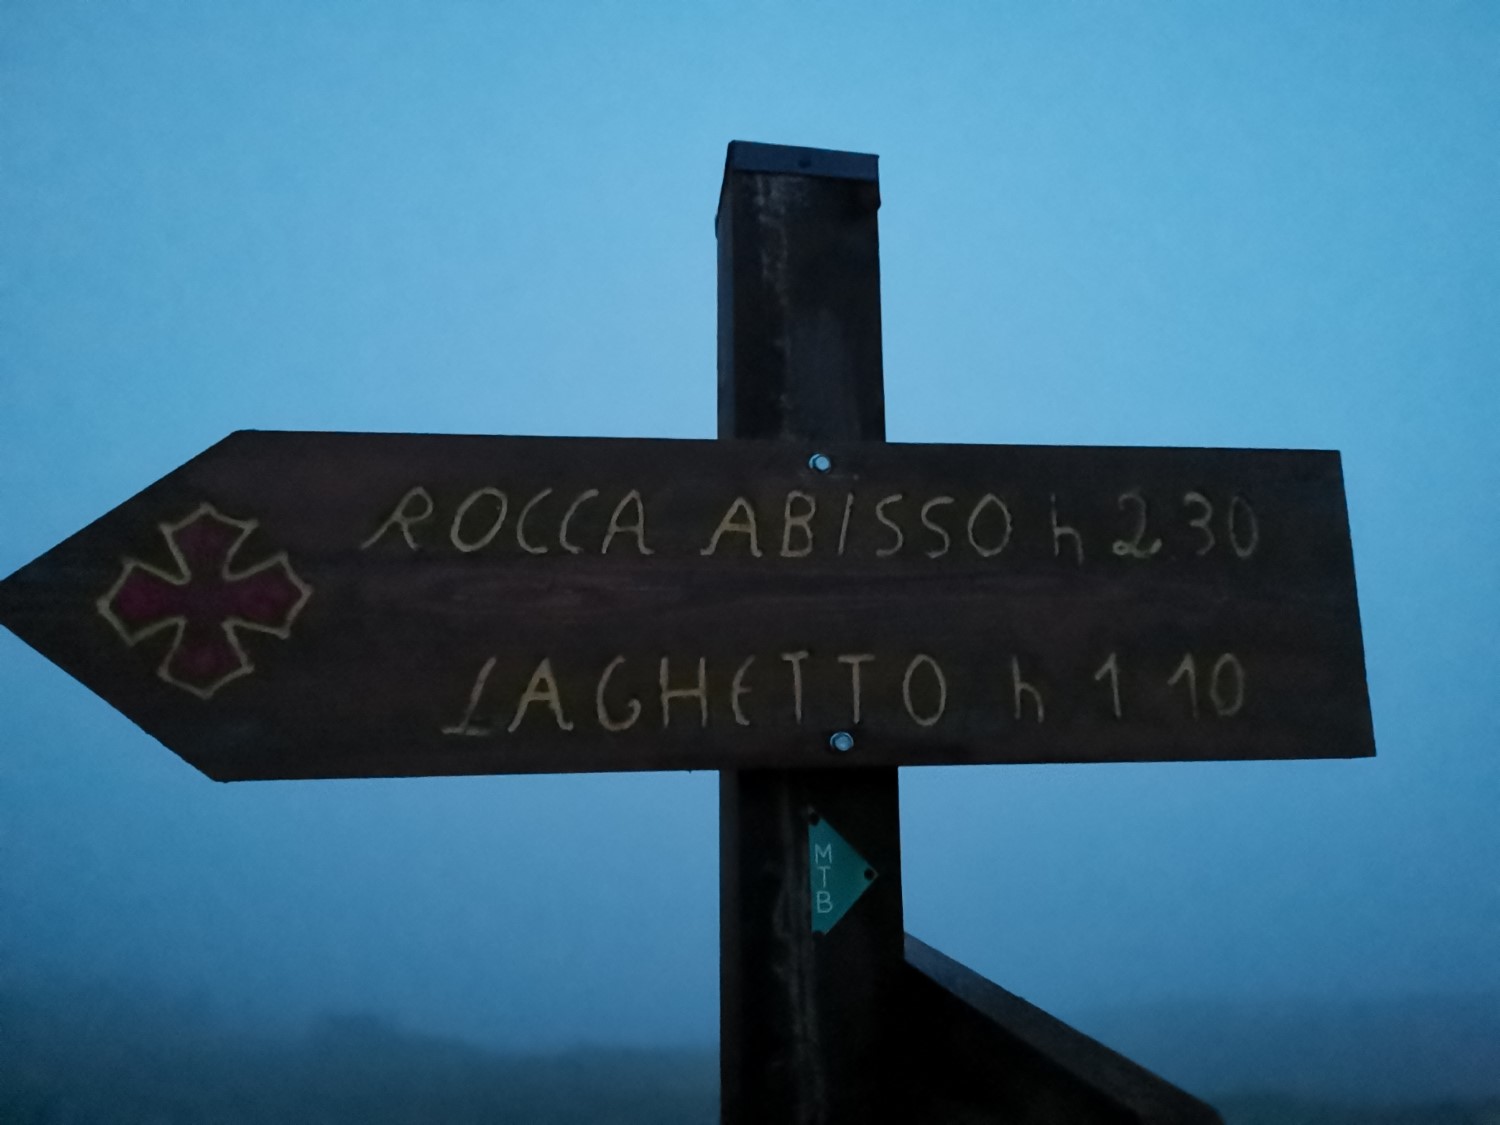 ROCCA ABISSO h 2.30
LAGHETTO h 1 10
MTB